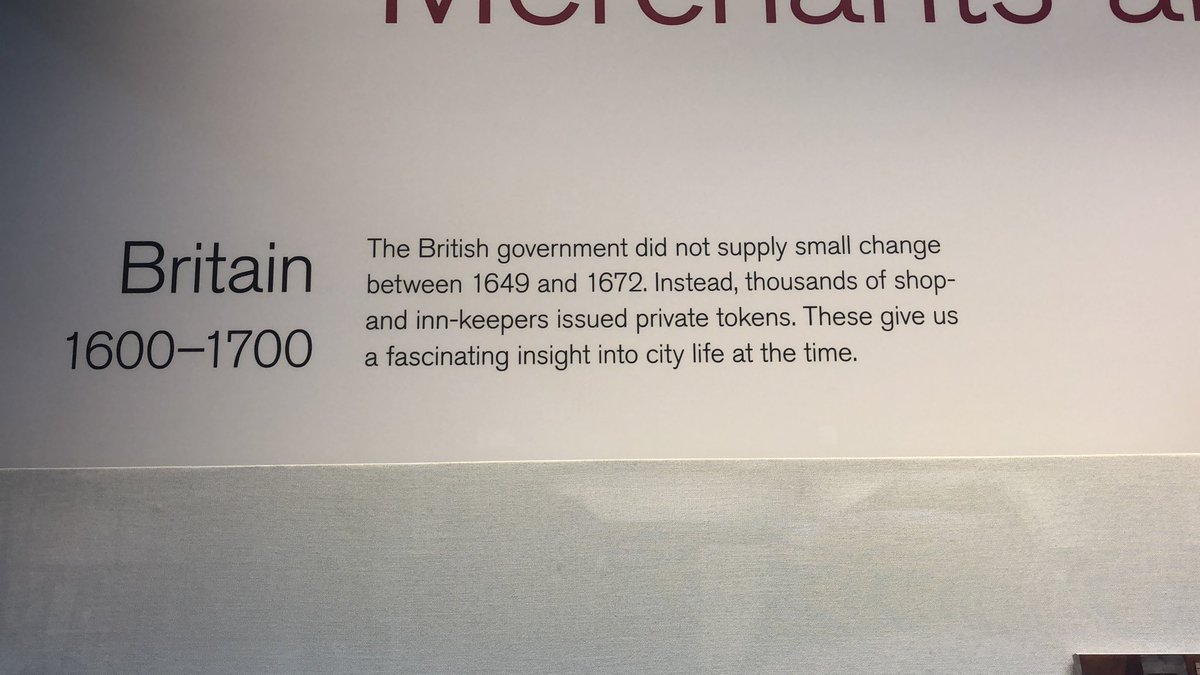 Merchants a
Britain
1600–1700
The British government did not supply small change
between 1649 and 1672. Instead, thousands of shop-
and inn-keepers issued private tokens. These give us
a fascinating insight into city life at the time.